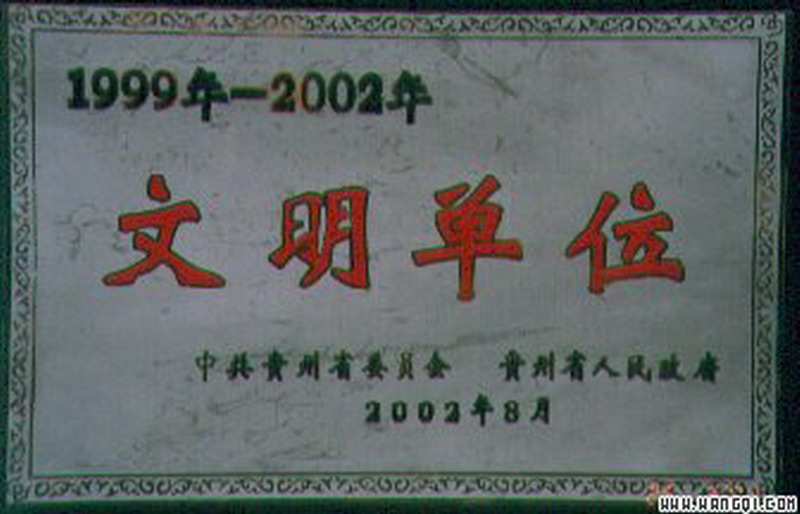 1999年—2002年
文明单位
中共贵州省委员会 贵州省人民政府
2002年8月
WWW.WANGQ1.COM